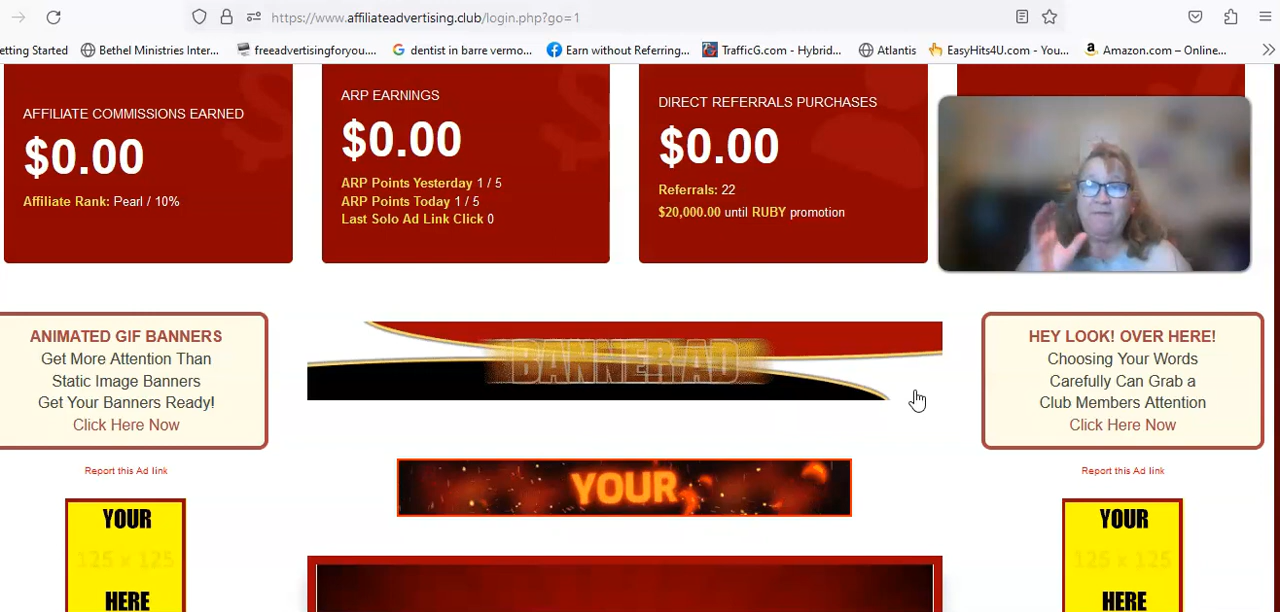 https://www.affiliateadvertising.club/login.php?go=1
etting Started
Bethel Ministries Inter...
freeadvertisingforyou....
dentist in barre vermo...
Earn without Referring...
TrafficG.com - Hybrid...
Atlantis
EasyHits4U.com - You...
Amazon.com – Online...
AFFILIATE COMMISSIONS EARNED
$0.00
Affiliate Rank: Pearl / 10%
ARP EARNINGS
$0.00
ARP Points Yesterday 1 / 5
ARP Points Today 1 / 5
Last Solo Ad Link Click 0
DIRECT REFERRALS PURCHASES
$0.00
Referrals: 22
$20,000.00 until RUBY promotion
ANIMATED GIF BANNERS
Get More Attention Than
Static Image Banners
Get Your Banners Ready!
Click Here Now
Report this Ad link
YOUR
125 x 125
HERE
BANNER AD
YOUR
HEY LOOK! OVER HERE!
Choosing Your Words
Carefully Can Grab a
Club Members Attention
Click Here Now
Report this Ad link
YOUR
125 x 125
HERE